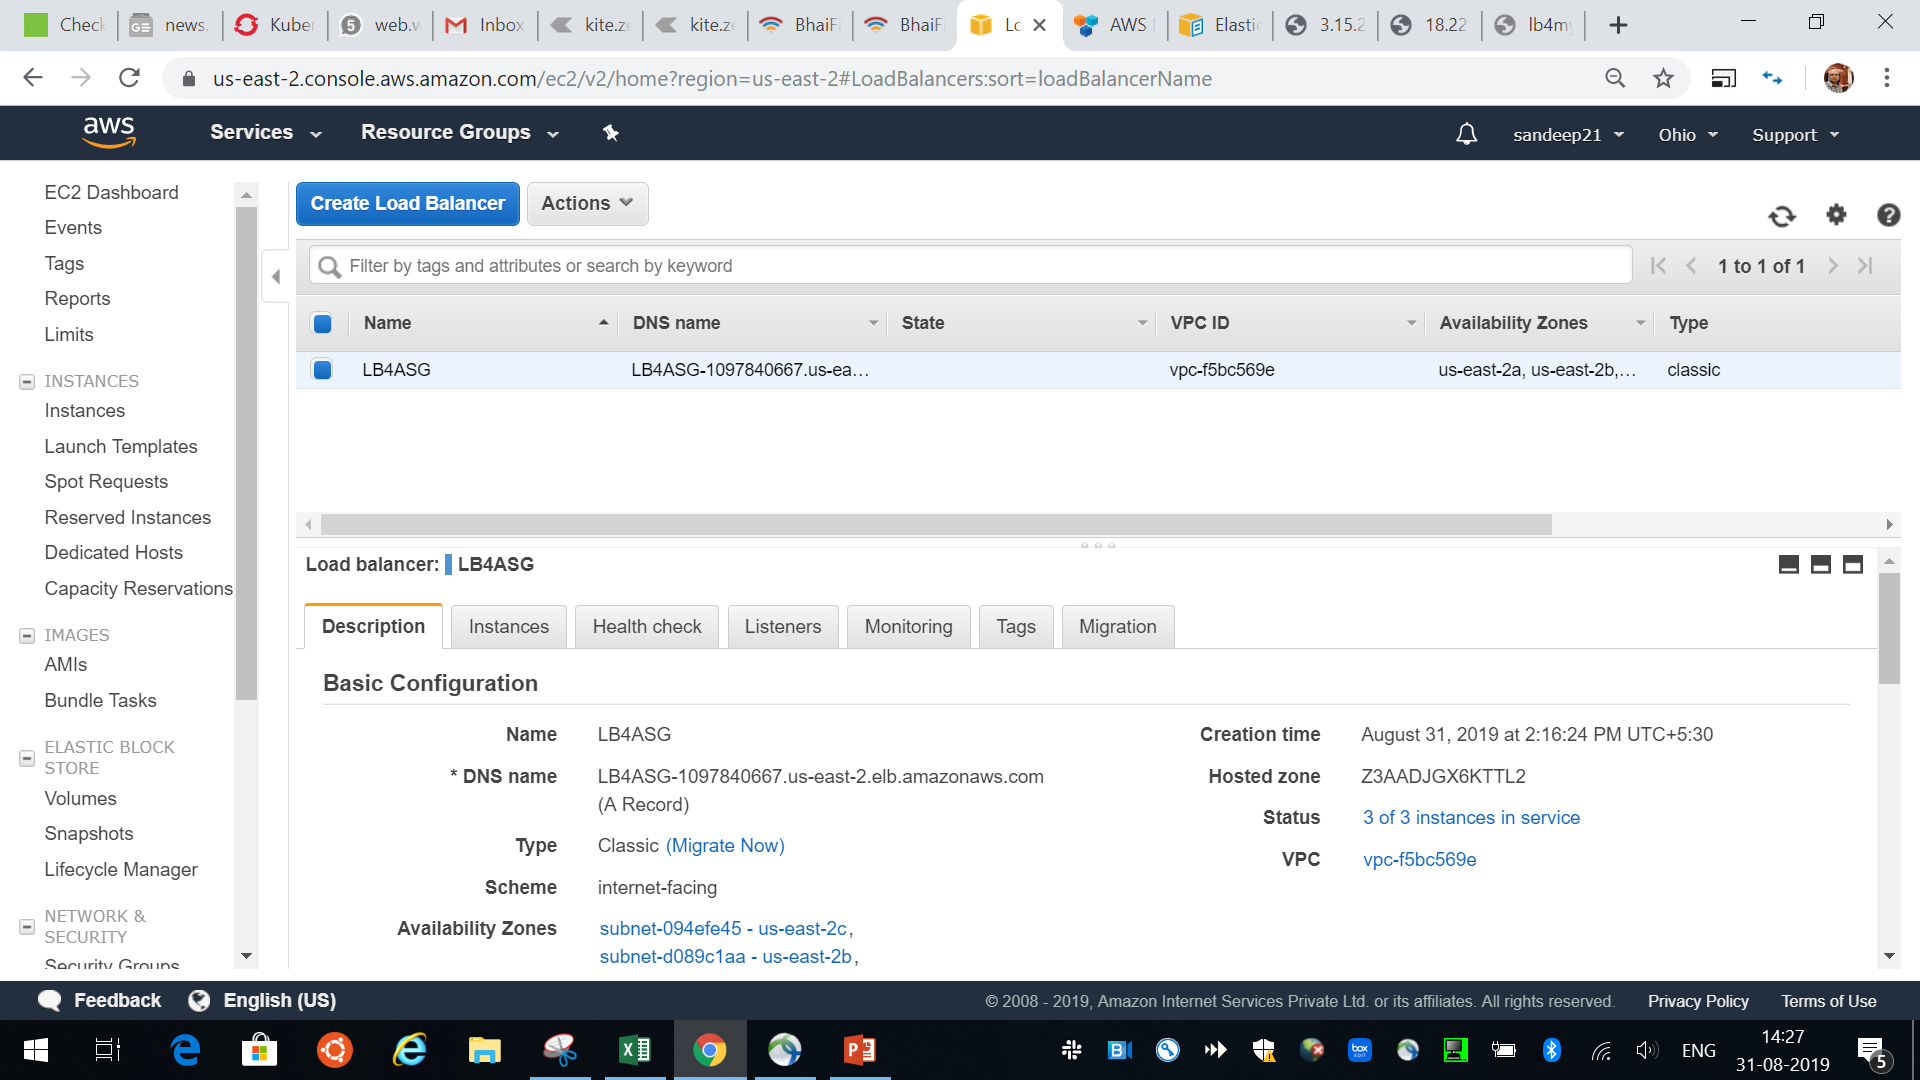 Check
news.
Kuber
web.w
Inbox
kite.ze
kite.ze
BhaiFi
BhaiFi
Lo
AWS
Elastic
3.15.2
18.22
lb4my
us-east-2.console.aws.amazon.com/ec2/v2/home?region=us-east-2#LoadBalancers:sort=loadBalancerName
aws
Services
Resource Groups
sandeep21
Ohio
Support
EC2 Dashboard
Events
Tags
Reports
Limits
INSTANCES
Instances
Launch Templates
Spot Requests
Reserved Instances
Dedicated Hosts
Capacity Reservations
IMAGES
AMIs
Bundle Tasks
ELASTIC BLOCK
STORE
Volumes
Snapshots
Lifecycle Manager
NETWORK &
SECURITY
Security Groups
Create Load Balancer
Actions
Filter by tags and attributes or search by keyword
1 to 1 of 1
Name
DNS name
State
VPC ID
Availability Zones
Type
LB4ASG
LB4ASG-1097840667.us-ea...
vpc-f5bc569e
us-east-2a, us-east-2b,...
classic
Load balancer: LB4ASG
Description
Instances
Health check
Listeners
Monitoring
Tags
Migration
Basic Configuration
Name LB4ASG
* DNS name LB4ASG-1097840667.us-east-2.elb.amazonaws.com
(A Record)
Type Classic (Migrate Now)
Scheme internet-facing
Availability Zones subnet-094efe45 - us-east-2c,
subnet-d089c1aa - us-east-2b,
Creation time August 31, 2019 at 2:16:24 PM UTC+5:30
Hosted zone Z3AADJGX6KTTL2
Status 3 of 3 instances in service
VPC vpc-f5bc569e
Feedback
English (US)
© 2008 - 2019, Amazon Internet Services Private Ltd. or its affiliates. All rights reserved.
Privacy Policy
Terms of Use
ENG
14:27
31-08-2019
5